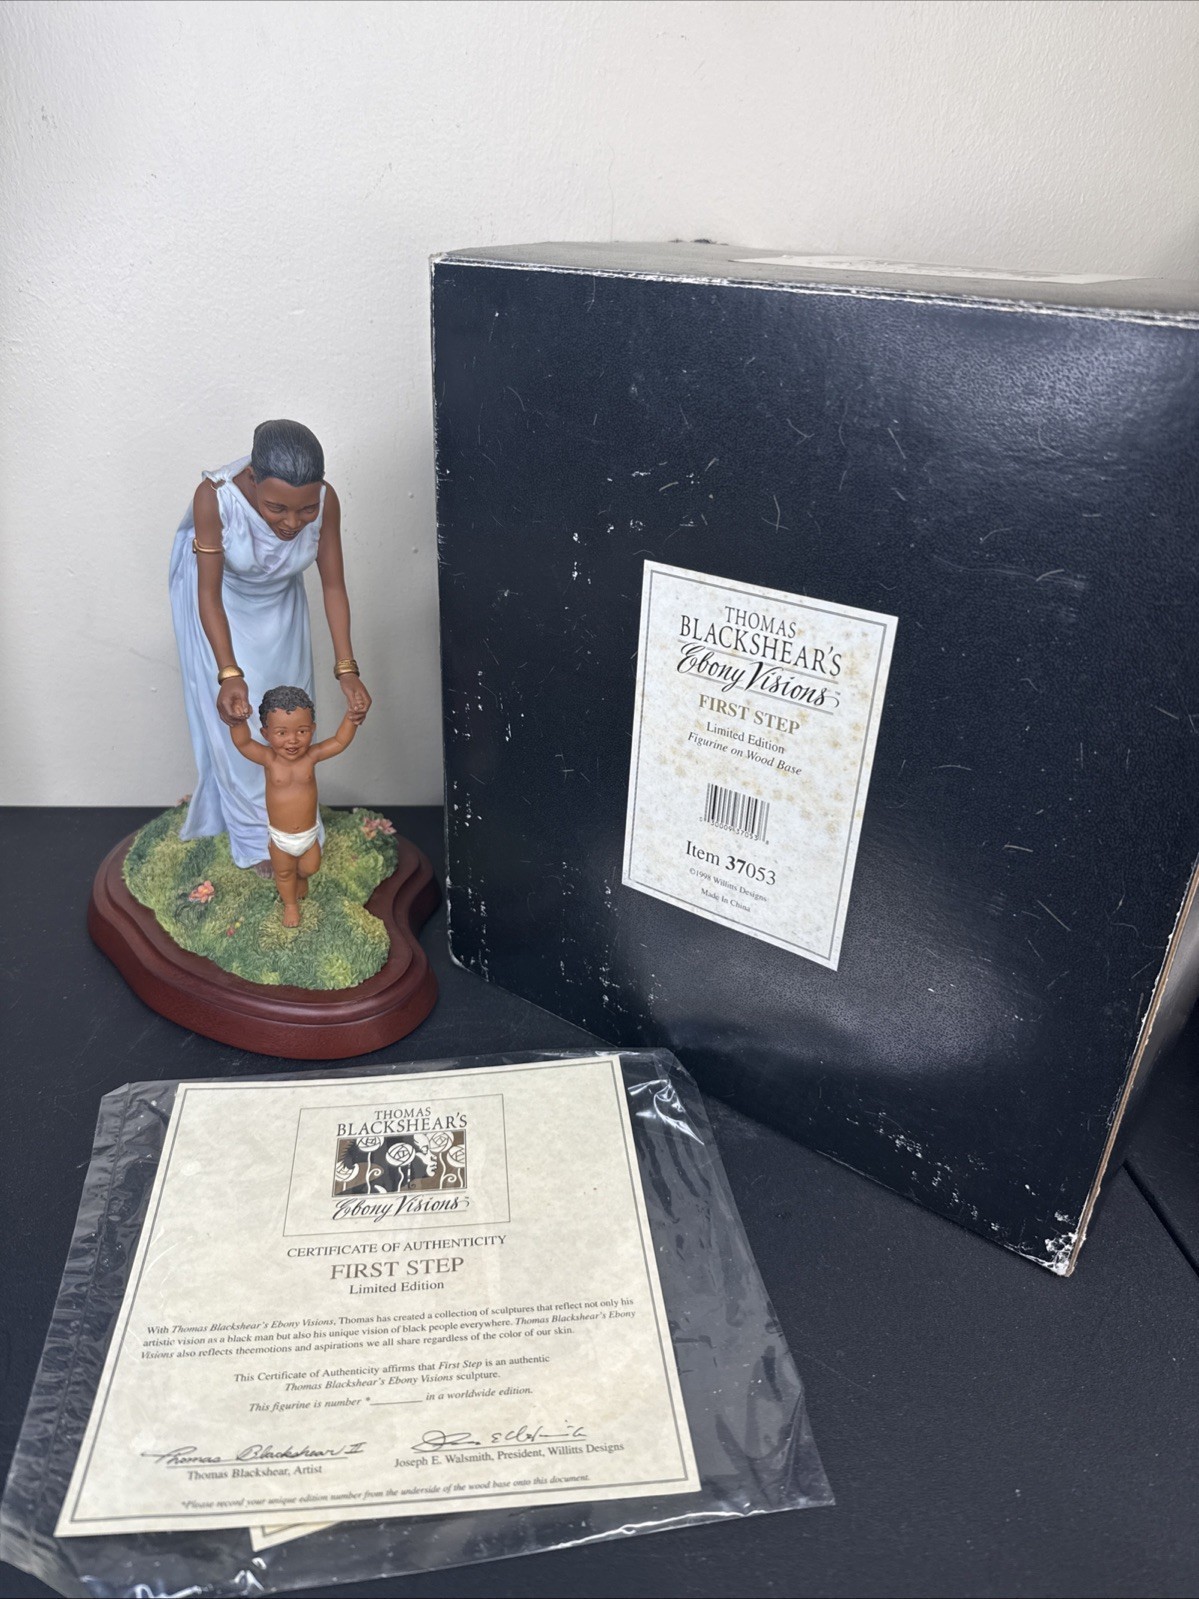 THOMAS
BLACKSHEAR'S
Ebony Visions™
FIRST STEP
Limited Edition
Figurine on Wood Base
Item 37053
©1998 Willitts Designs
Made In China
THOMAS
BLACKSHEAR'S
Ebony Visions™
CERTIFICATE OF AUTHENTICITY
FIRST STEP
Limited Edition
With Thomas Blackshear's Ebony Visions, Thomas has created a collection of sculptures that reflect not only his
artistic vision as a black man but also his unique vision of black people everywhere. Thomas Blackshear's Ebony
Visions also reflects theemotions and aspirations we all share regardless of the color of our skin.
This Certificate of Authenticity affirms that First Step is an authentic
Thomas Blackshear's Ebony Visions sculpture.
This figurine is number *________ in a worldwide edition.
Thomas Blackshear II
Thomas Blackshear, Artist
Joseph E. Walsmith, President, Willitts Designs
*Please record your unique edition number from the underside of the wood base onto this document.